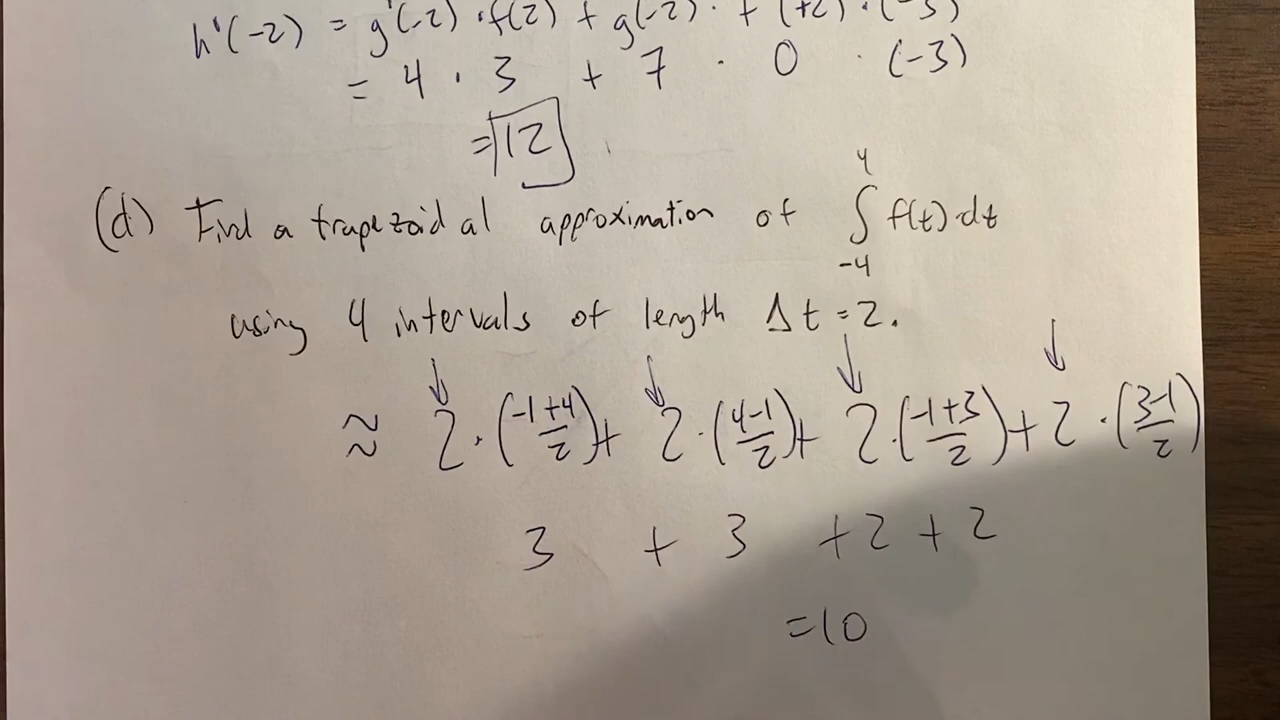 h'(-2) = g'(-2) · f(2) + g(-2) · f'(2) · (-3)
= 4 · 3 + 7 · 0 · (-3)
= 12
(d) Find a trapezoidal approximation of ∫_{-4}^{4} f(t)·dt
using 4 intervals of length Δt = 2.
↓ ↓ ↓ ↓
≈ 2 · ((-1+4)/2) + 2 · ((4-1)/2) + 2 · ((-1+3)/2) + 2 · ((3-1)/2)
3 + 3 + 2 + 2
= 10